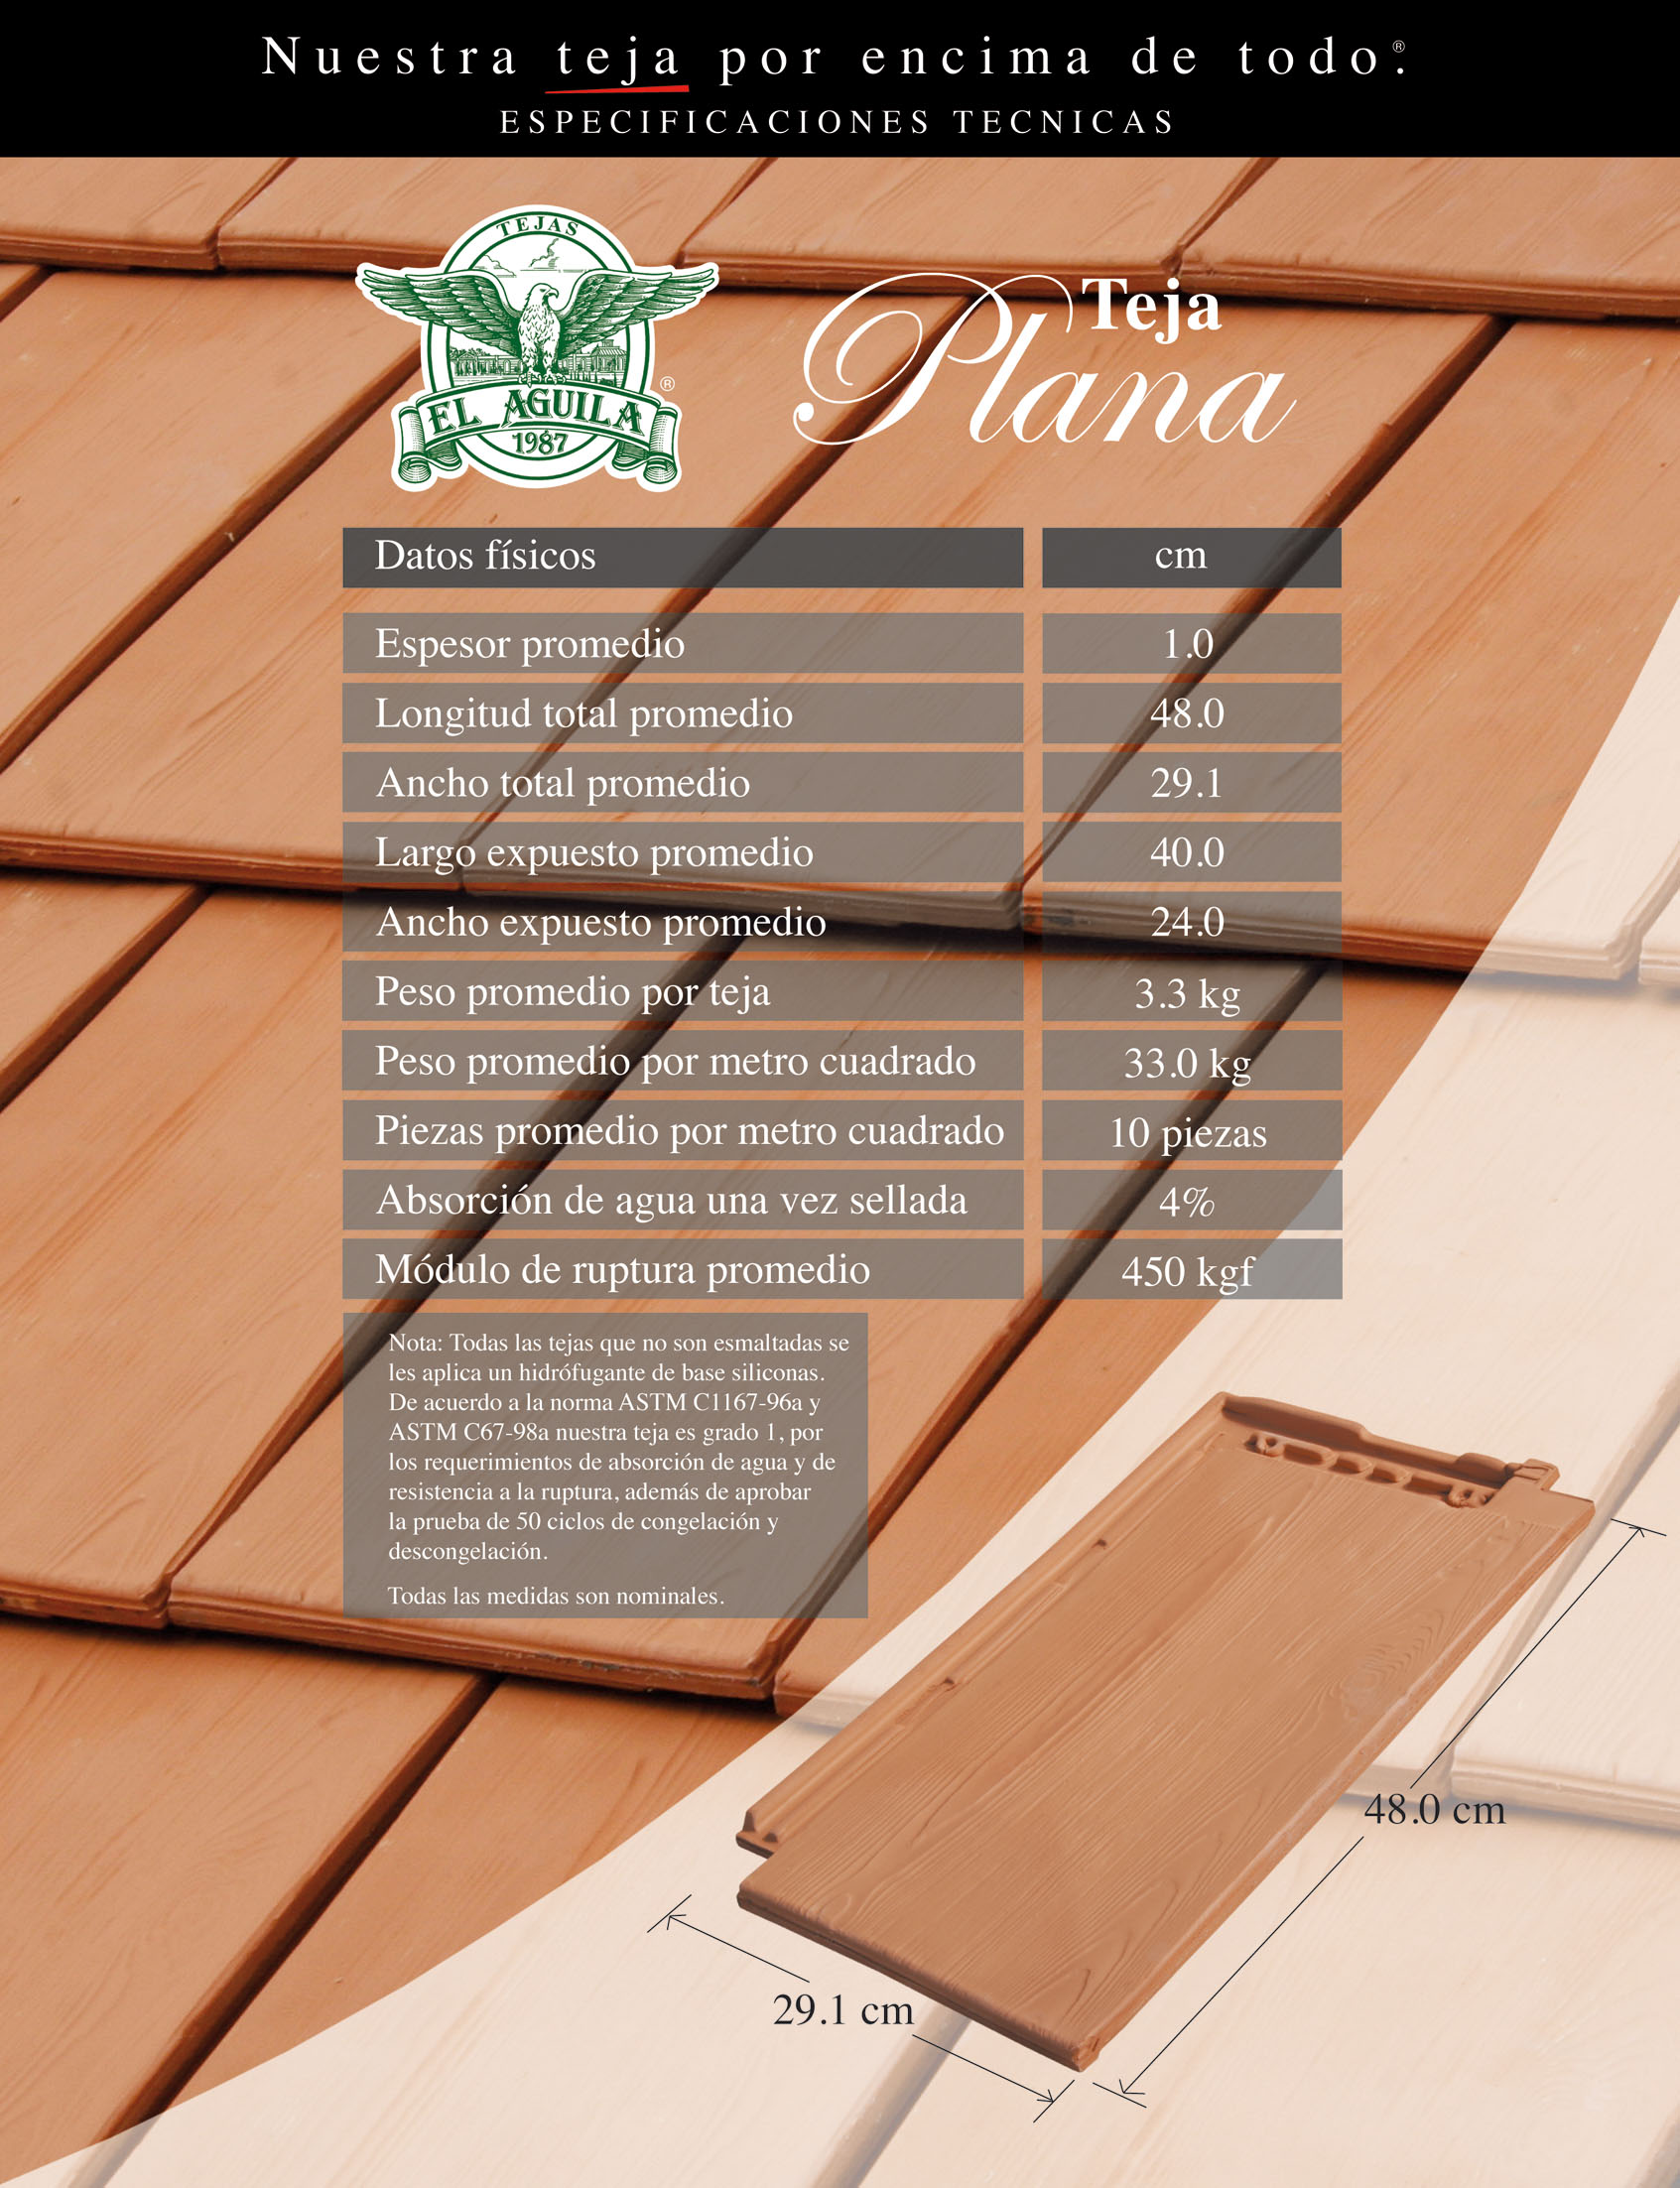 Nuestra teja por encima de todo.®
ESPECIFICACIONES TECNICAS
TEJAS
EL AGUILA
1987
®
Teja
Plana
Datos físicos cm
Espesor promedio 1.0
Longitud total promedio 48.0
Ancho total promedio 29.1
Largo expuesto promedio 40.0
Ancho expuesto promedio 24.0
Peso promedio por teja 3.3 kg
Peso promedio por metro cuadrado 33.0 kg
Piezas promedio por metro cuadrado 10 piezas
Absorción de agua una vez sellada 4%
Módulo de ruptura promedio 450 kgf
Nota: Todas las tejas que no son esmaltadas se
les aplica un hidrófugante de base siliconas.
De acuerdo a la norma ASTM C1167-96a y
ASTM C67-98a nuestra teja es grado 1, por
los requerimientos de absorción de agua y de
resistencia a la ruptura, además de aprobar
la prueba de 50 ciclos de congelación y
descongelación.
Todas las medidas son nominales.
48.0 cm
29.1 cm